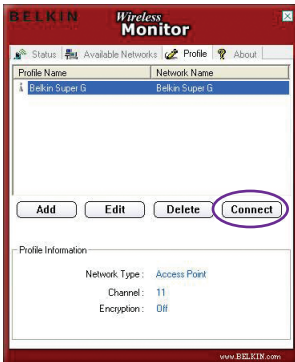 BELKIN Wireless Monitor
Status Available Networks Profile About
Profile Name Network Name
Belkin Super G Belkin Super G
Add Edit Delete Connect
Profile Information
Network Type : Access Point
Channel : 11
Encryption : Off
www.BELKIN.com